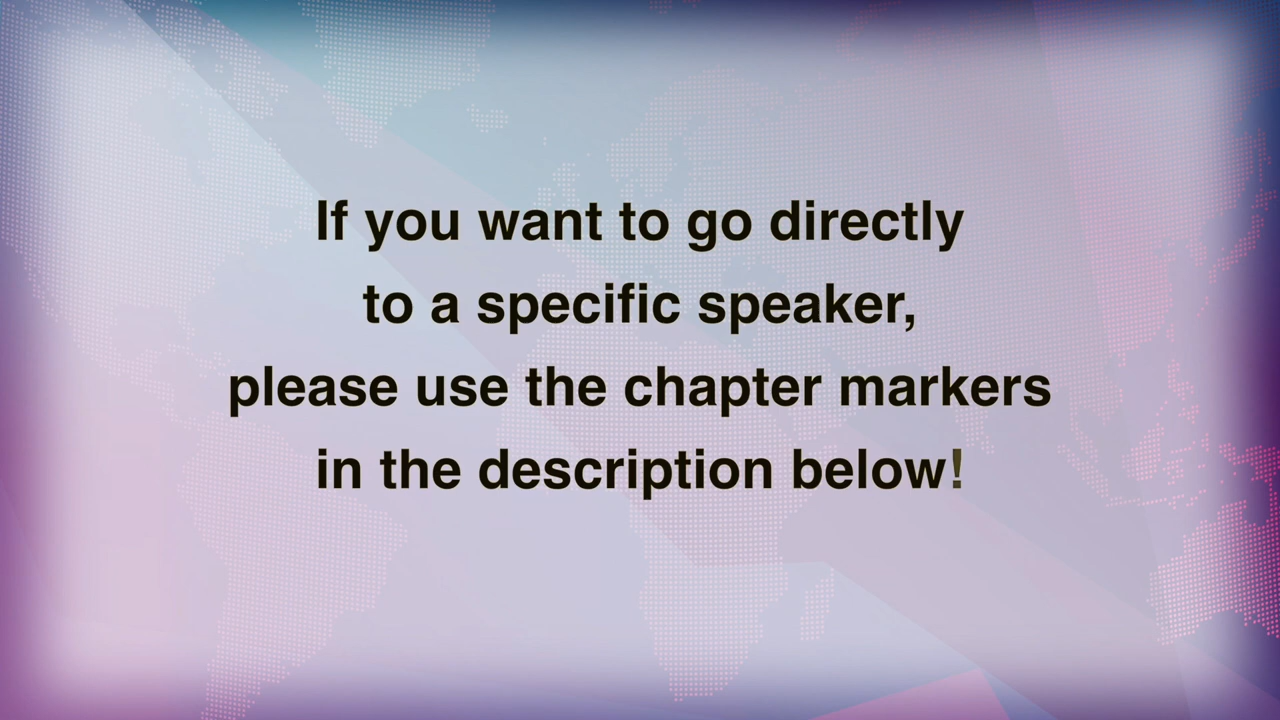 If you want to go directly
to a specific speaker,
please use the chapter markers
in the description below!